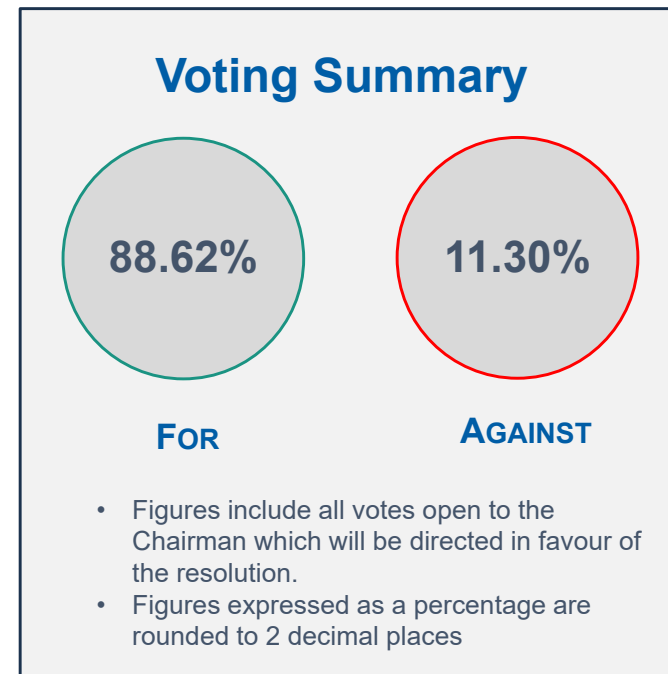 Voting Summary
88.62%
11.30%
FOR
AGAINST
• Figures include all votes open to the
Chairman which will be directed in favour of
the resolution.
• Figures expressed as a percentage are
rounded to 2 decimal places